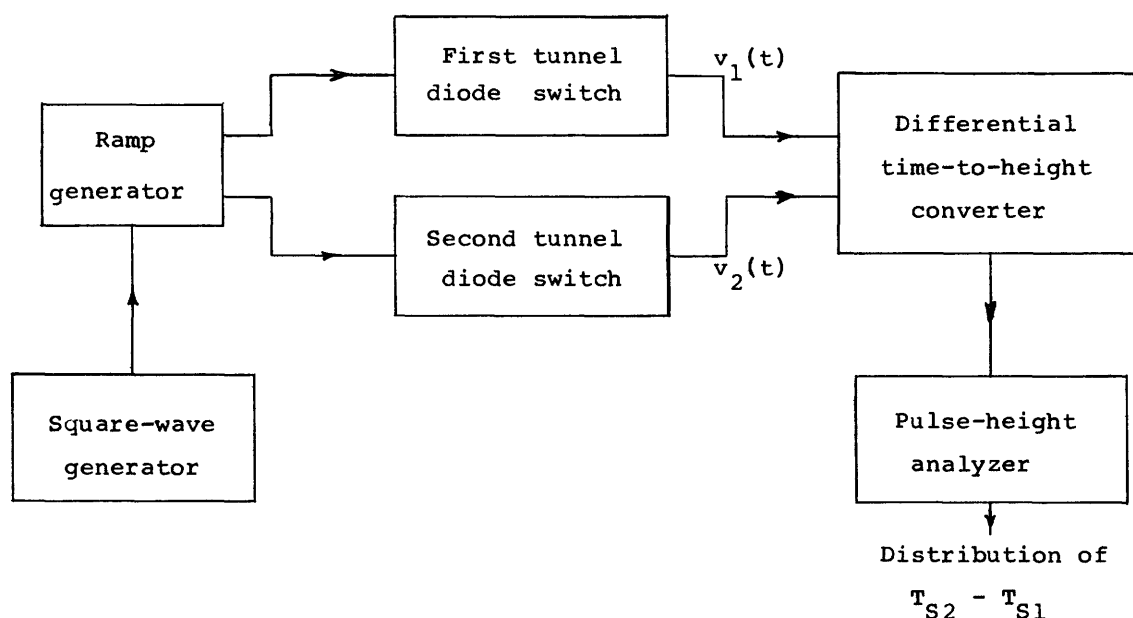 First tunnel
diode switch
v1(t)
Ramp
generator
Differential
time-to-height
converter
Second tunnel
diode switch
v2(t)
Square-wave
generator
Pulse-height
analyzer
Distribution of
TS2 - TS1